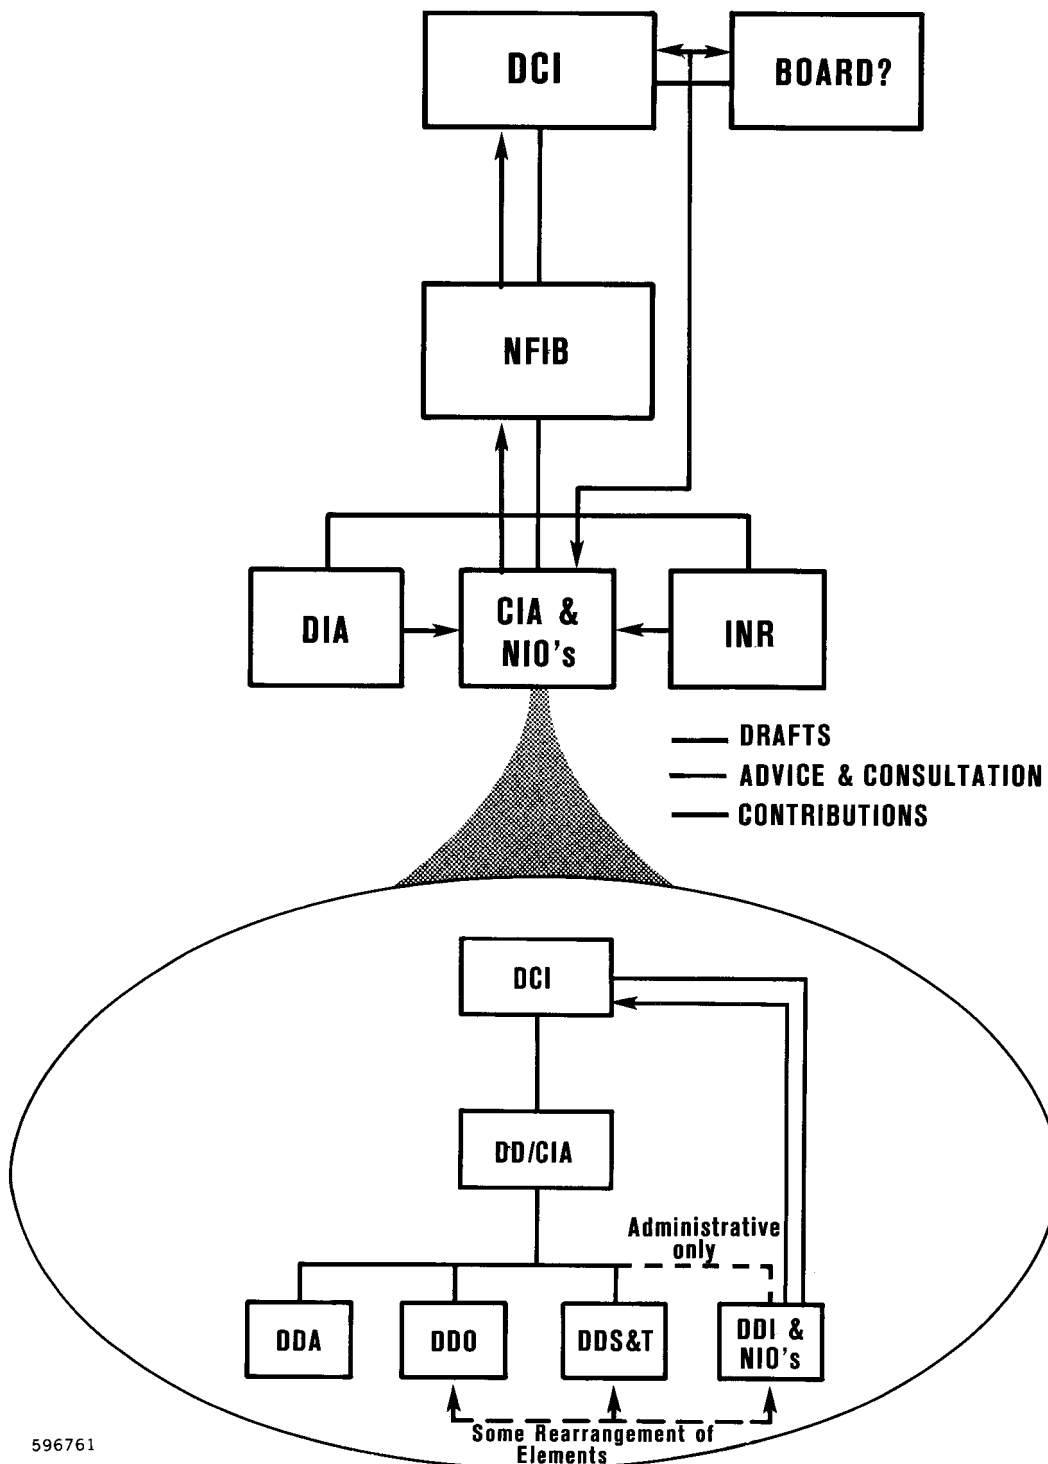 DCI
BOARD?
NFIB
DIA
CIA &
NIO's
INR
DRAFTS
ADVICE & CONSULTATION
CONTRIBUTIONS
DCI
DD/CIA
Administrative
only
DDA
DDO
DDS&T
DDI &
NIO's
Some Rearrangement of
Elements
596761